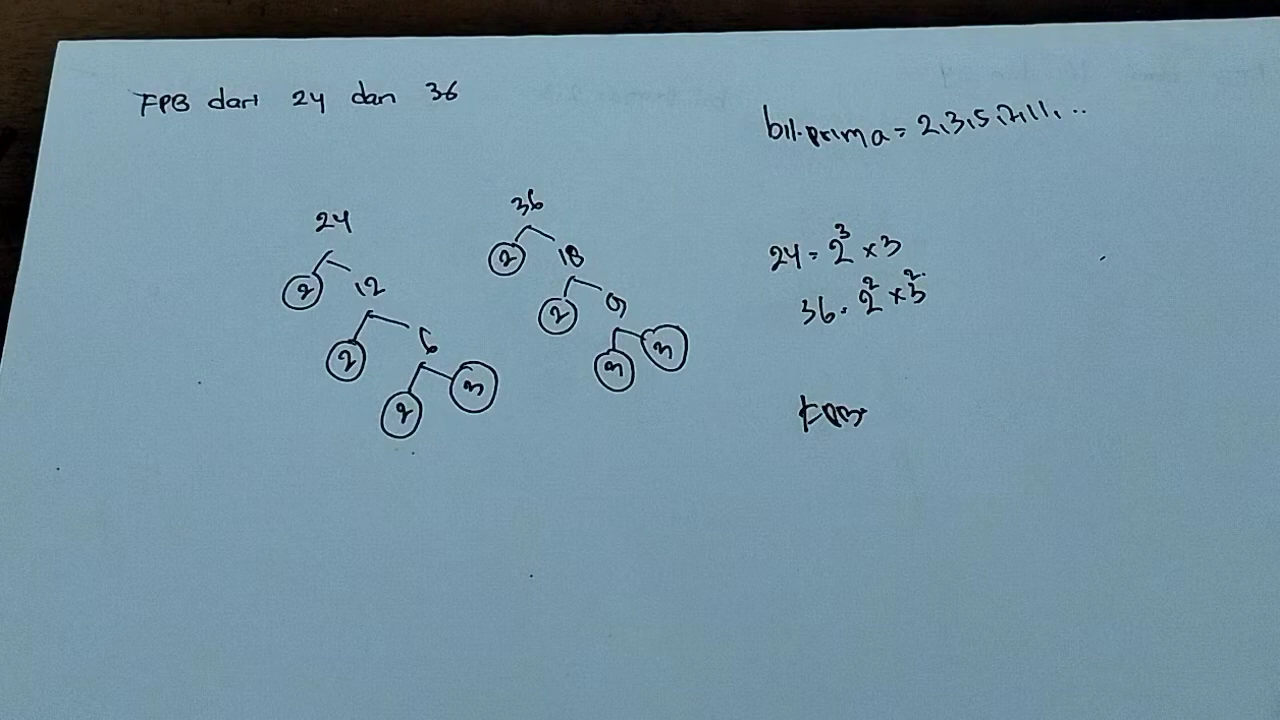 FPB dari 24 dan 36
bil.prima = 2,3,5,7,11, ...
24
2 12
2 6
2 3
36
2 18
2 9
3 3
24 = 2³ × 3
36 = 2² × 3²
FPB